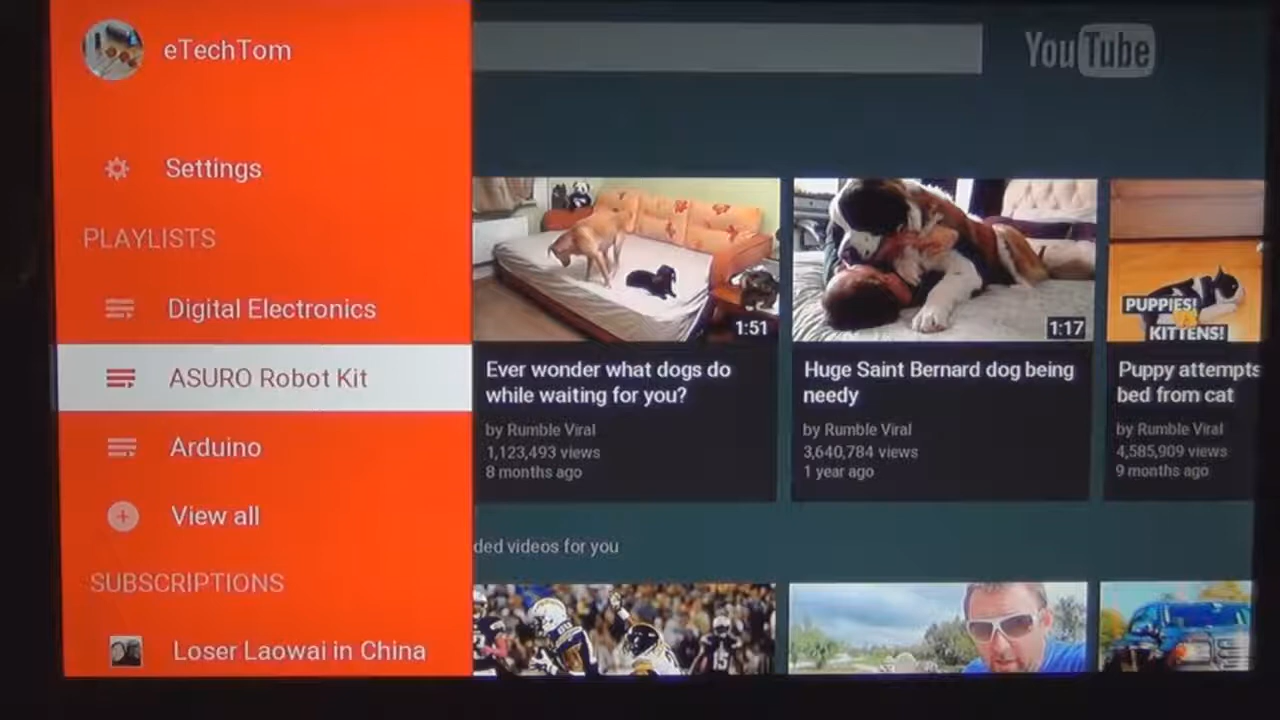 eTechTom
Settings
PLAYLISTS
Digital Electronics
ASURO Robot Kit
Arduino
View all
SUBSCRIPTIONS
Loser Laowai in China
YouTube
1:51
Ever wonder what dogs do
while waiting for you?
by Rumble Viral
1,123,493 views
8 months ago
1:17
Huge Saint Bernard dog being
needy
by Rumble Viral
3,640,784 views
1 year ago
PUPPIES!
KITTENS!
Puppy attempts
bed from cat
by Rumble Viral
4,585,909 views
9 months ago
ded videos for you
15